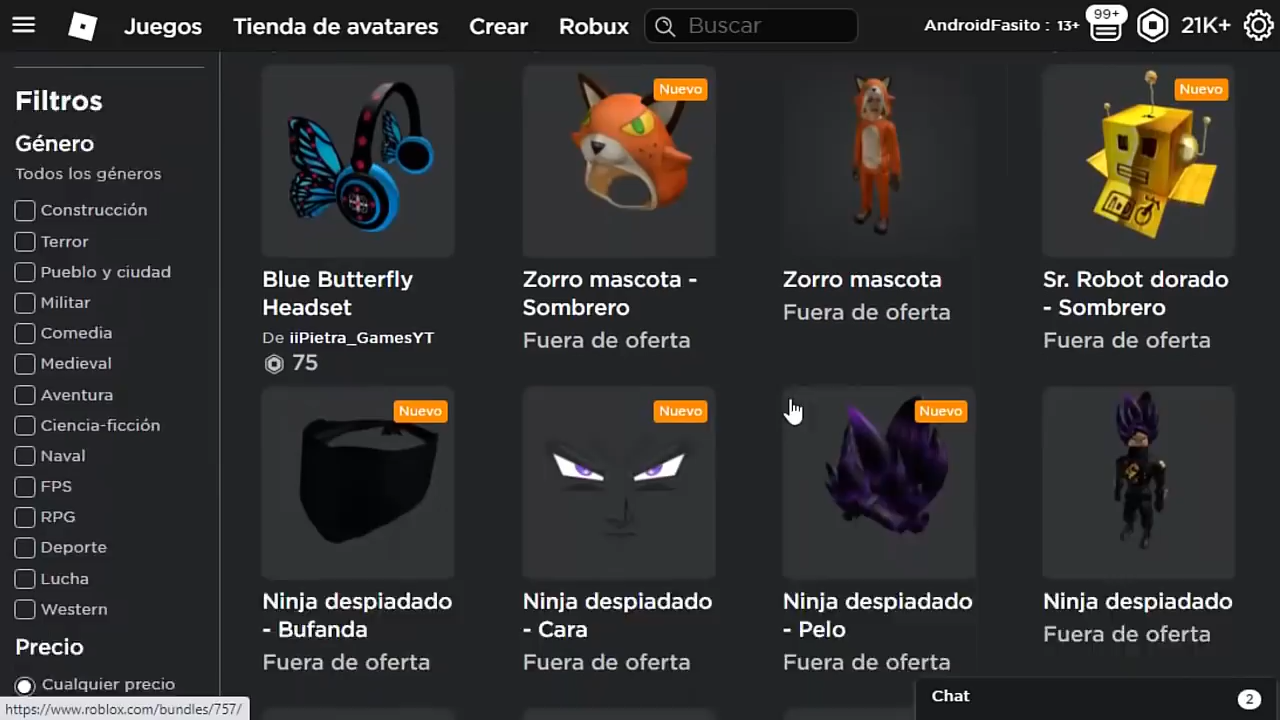 Juegos
Tienda de avatares
Crear
Robux
Buscar
AndroidFasito : 13+
99+
21K+
Filtros
Género
Todos los géneros
Construcción
Terror
Pueblo y ciudad
Militar
Comedia
Medieval
Aventura
Ciencia-ficción
Naval
FPS
RPG
Deporte
Lucha
Western
Precio
Cualquier precio
https://www.roblox.com/bundles/757/
Blue Butterfly
Headset
De iiPietra_GamesYT
75
Nuevo
Zorro mascota -
Sombrero
Fuera de oferta
Zorro mascota
Fuera de oferta
Nuevo
Sr. Robot dorado
- Sombrero
Fuera de oferta
Nuevo
Ninja despiadado
- Bufanda
Fuera de oferta
Nuevo
Ninja despiadado
- Cara
Fuera de oferta
Nuevo
Ninja despiadado
- Pelo
Fuera de oferta
Ninja despiadado
Fuera de oferta
Chat
2